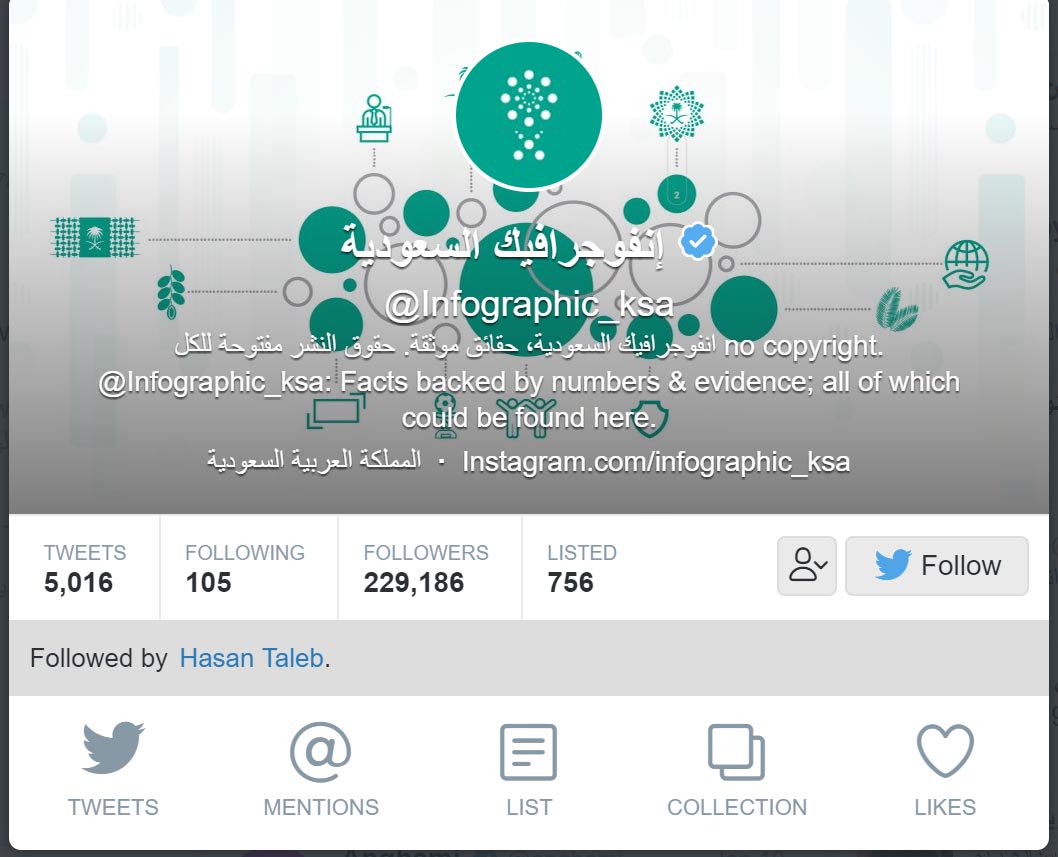 2
إنفوجرافيك السعودية
@Infographic_ksa
انفوجرافيك السعودية، حقائق موثقة. حقوق النشر مفتوحة للكل no copyright.
@Infographic_ksa: Facts backed by numbers & evidence; all of which
could be found here.
المملكة العربية السعودية · Instagram.com/infographic_ksa
TWEETS FOLLOWING FOLLOWERS LISTED
5,016 105 229,186 756
Follow
Followed by Hasan Taleb.
TWEETS MENTIONS LIST COLLECTION LIKES